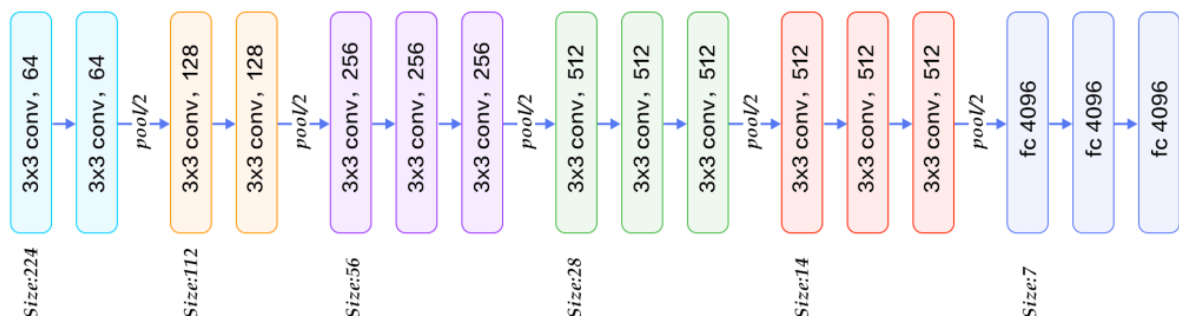 3x3 conv, 64
3x3 conv, 64
pool/2
3x3 conv, 128
3x3 conv, 128
pool/2
3x3 conv, 256
3x3 conv, 256
3x3 conv, 256
pool/2
3x3 conv, 512
3x3 conv, 512
3x3 conv, 512
pool/2
3x3 conv, 512
3x3 conv, 512
3x3 conv, 512
pool/2
fc 4096
fc 4096
fc 4096
Size:224
Size:112
Size:56
Size:28
Size:14
Size:7